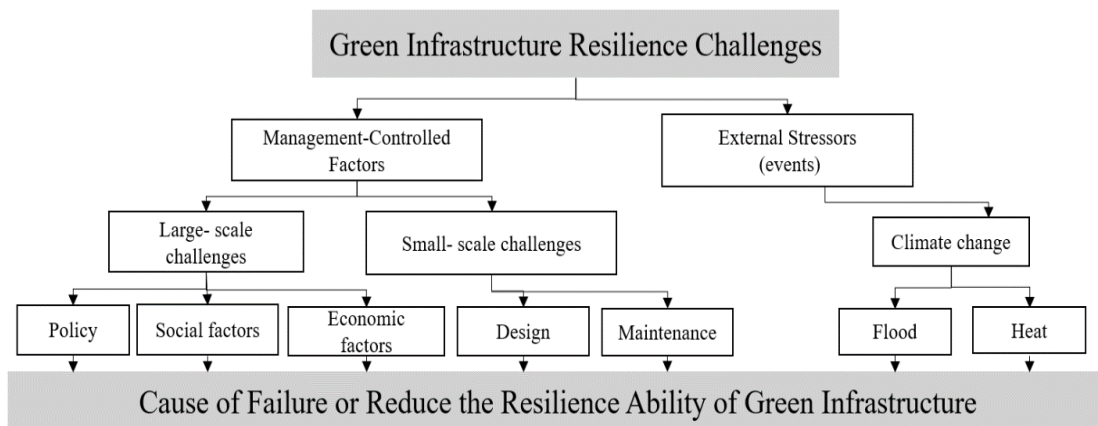 Green Infrastructure Resilience Challenges
Management-Controlled
Factors
External Stressors
(events)
Large- scale
challenges
Small- scale challenges
Climate change
Policy
Social factors
Economic
factors
Design
Maintenance
Flood
Heat
Cause of Failure or Reduce the Resilience Ability of Green Infrastructure